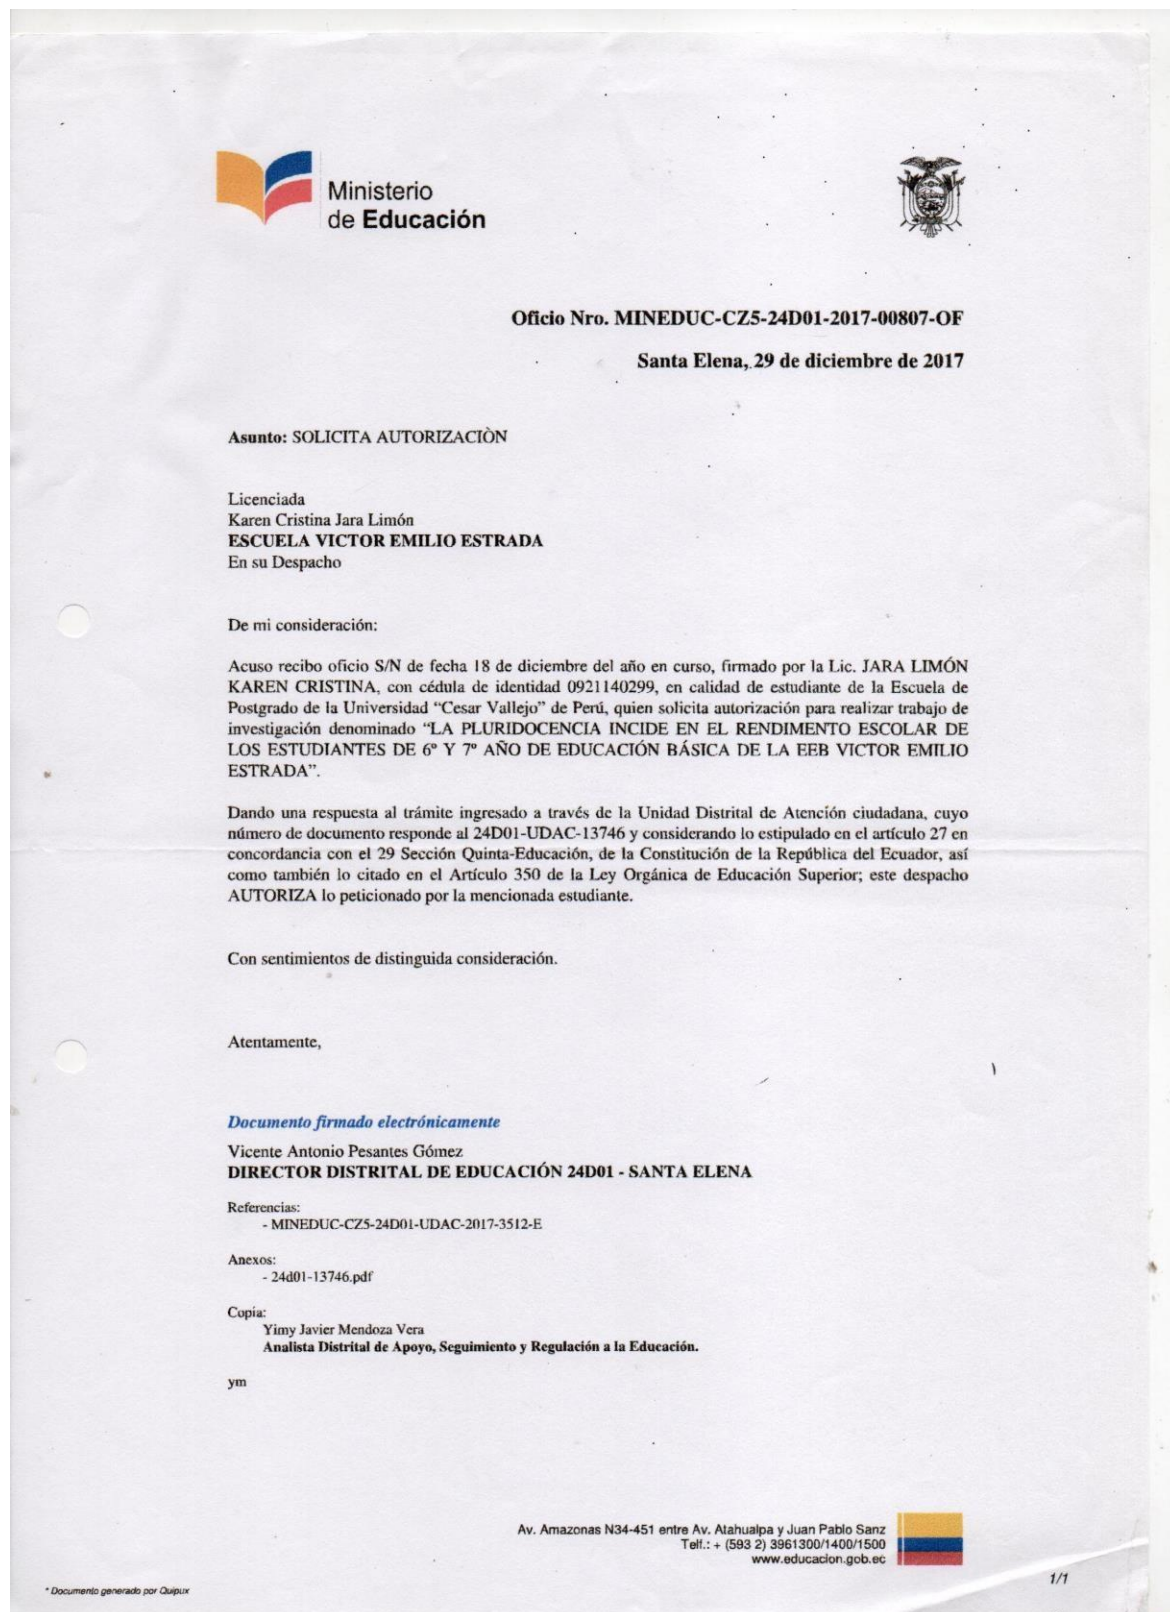 Ministerio
de Educación
Oficio Nro. MINEDUC-CZ5-24D01-2017-00807-OF
Santa Elena, 29 de diciembre de 2017
Asunto: SOLICITA AUTORIZACIÒN
Licenciada
Karen Cristina Jara Limón
ESCUELA VICTOR EMILIO ESTRADA
En su Despacho
De mi consideración:
Acuso recibo oficio S/N de fecha 18 de diciembre del año en curso, firmado por la Lic. JARA LIMÓN
KAREN CRISTINA, con cédula de identidad 0921140299, en calidad de estudiante de la Escuela de
Postgrado de la Universidad “Cesar Vallejo” de Perú, quien solicita autorización para realizar trabajo de
investigación denominado “LA PLURIDOCENCIA INCIDE EN EL RENDIMENTO ESCOLAR DE
LOS ESTUDIANTES DE 6º Y 7º AÑO DE EDUCACIÓN BÁSICA DE LA EEB VICTOR EMILIO
ESTRADA”.
Dando una respuesta al trámite ingresado a través de la Unidad Distrital de Atención ciudadana, cuyo
número de documento responde al 24D01-UDAC-13746 y considerando lo estipulado en el artículo 27 en
concordancia con el 29 Sección Quinta-Educación, de la Constitución de la República del Ecuador, así
como también lo citado en el Artículo 350 de la Ley Orgánica de Educación Superior; este despacho
AUTORIZA lo peticionado por la mencionada estudiante.
Con sentimientos de distinguida consideración.
Atentamente,
Documento firmado electrónicamente
Vicente Antonio Pesantes Gómez
DIRECTOR DISTRITAL DE EDUCACIÓN 24D01 - SANTA ELENA
Referencias:
- MINEDUC-CZ5-24D01-UDAC-2017-3512-E
Anexos:
- 24d01-13746.pdf
Copia:
Yimy Javier Mendoza Vera
Analista Distrital de Apoyo, Seguimiento y Regulación a la Educación.
ym
Av. Amazonas N34-451 entre Av. Atahualpa y Juan Pablo Sanz
Telf.: + (593 2) 3961300/1400/1500
www.educacion.gob.ec
1/1
* Documento generado por Quipux